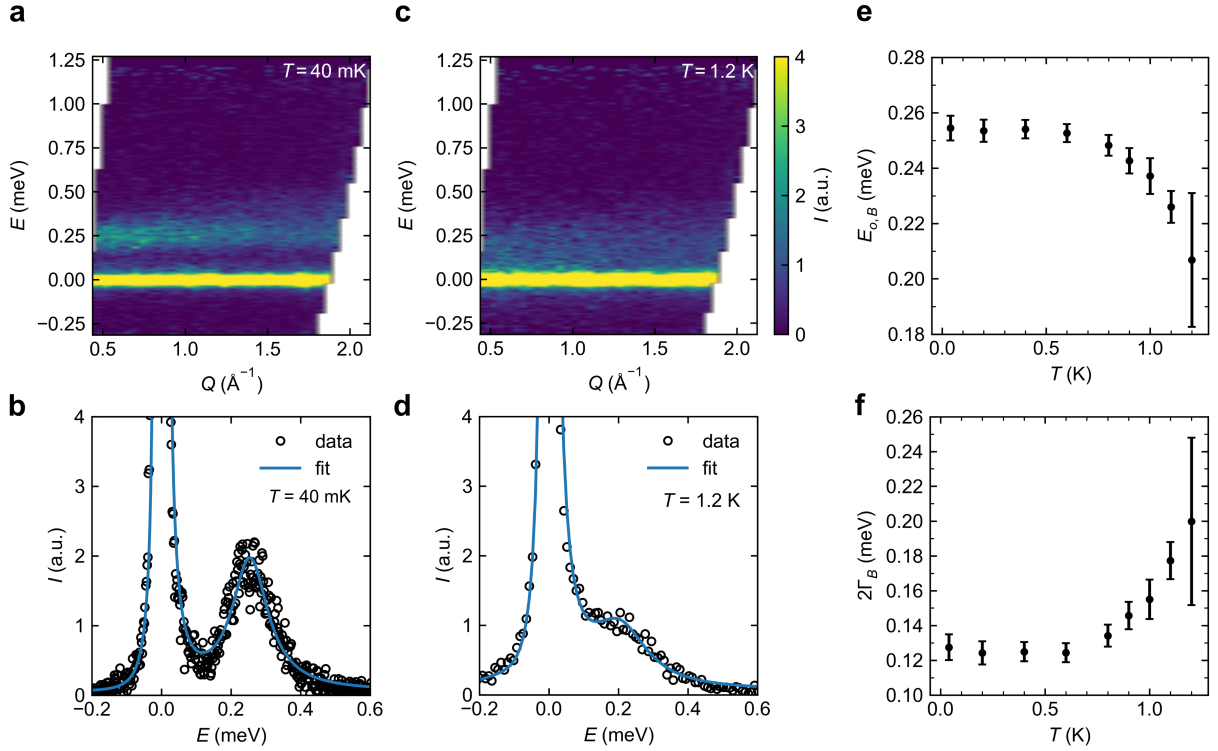 a
T = 40 mK
1.25
1.00
0.75
0.50
0.25
0.00
−0.25
E (meV)
0.5
1.0
1.5
2.0
Q (Å⁻¹)
c
T = 1.2 K
1.25
1.00
0.75
0.50
0.25
0.00
−0.25
E (meV)
0.5
1.0
1.5
2.0
Q (Å⁻¹)
4
3
2
1
0
I (a.u.)
e
0.28
0.26
0.24
0.22
0.20
0.18
E₀, B (meV)
0.0
0.5
1.0
T (K)
b
4
3
2
1
0
I (a.u.)
data
fit
T = 40 mK
−0.2
0.0
0.2
0.4
0.6
E (meV)
d
4
3
2
1
0
I (a.u.)
data
fit
T = 1.2 K
−0.2
0.0
0.2
0.4
0.6
E (meV)
f
0.26
0.24
0.22
0.20
0.18
0.16
0.14
0.12
0.10
2Γ_B (meV)
0.0
0.5
1.0
T (K)